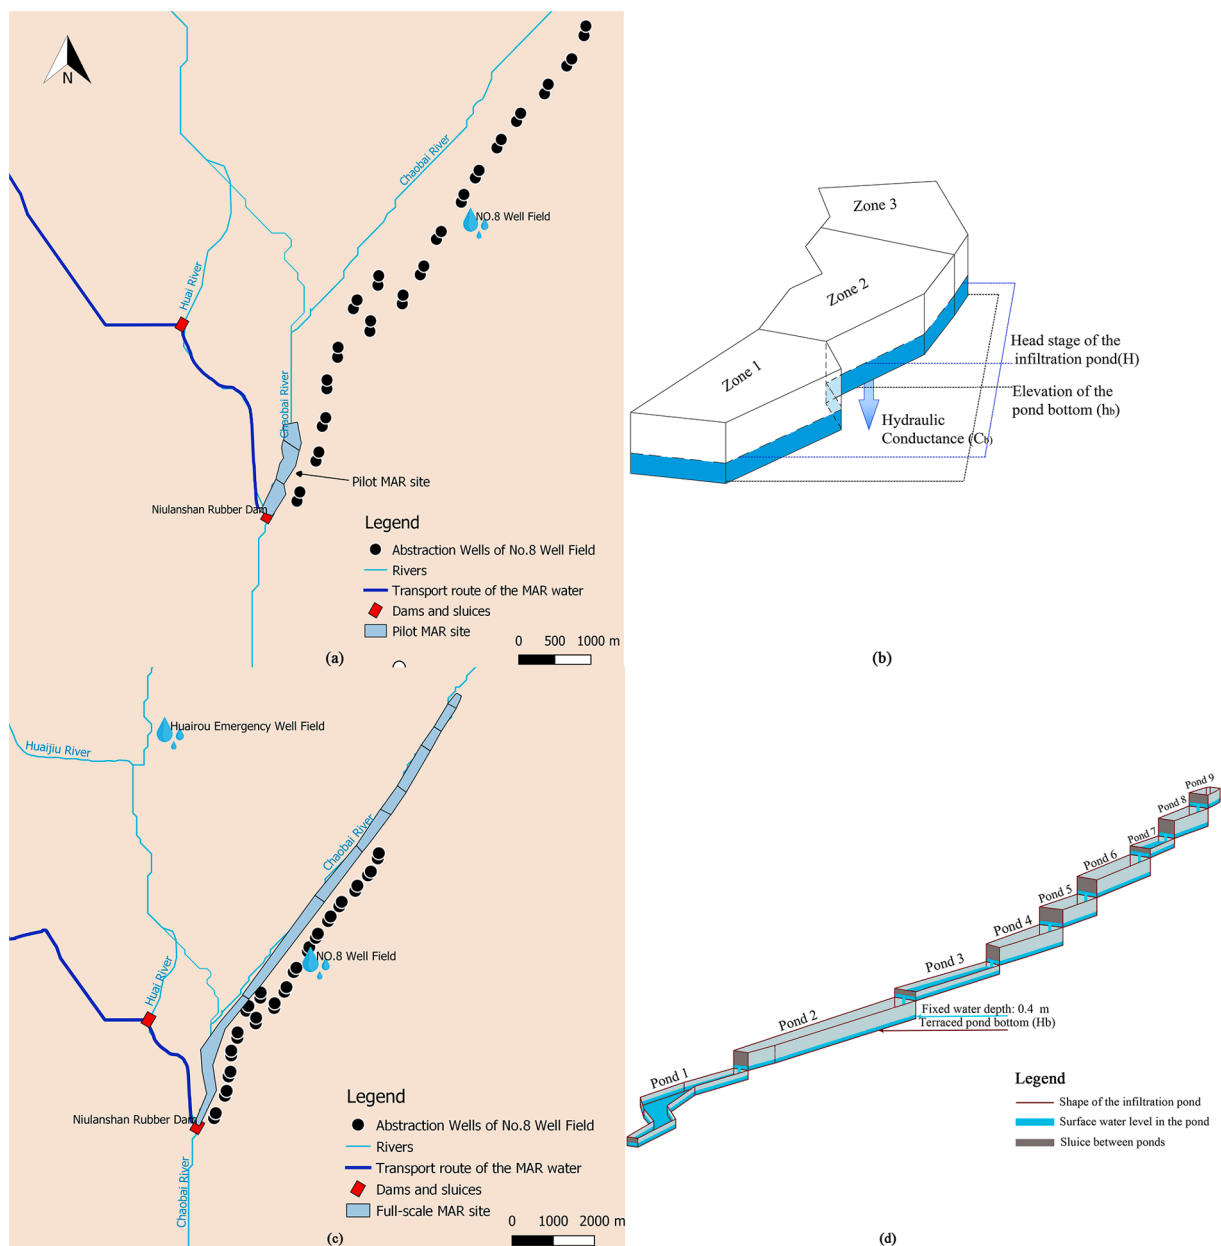 N
Chaobai River
NO.8 Well Field
Huai River
Chaobai River
Pilot MAR site
Niulanshan Rubber Dam
Legend
Abstraction Wells of No.8 Well Field
Rivers
Transport route of the MAR water
Dams and sluices
Pilot MAR site
0 500 1000 m
(a)
Zone 3
Zone 2
Zone 1
Head stage of the
infiltration pond(H)
Elevation of the
pond bottom (hb)
Hydraulic
Conductance (Cb)
(b)
Huairou Emergency Well Field
Huaijiu River
Chaobai River
NO.8 Well Field
Huai River
Niulanshan Rubber Dam
Chaobai River
Legend
Abstraction Wells of No.8 Well Field
Rivers
Transport route of the MAR water
Dams and sluices
Full-scale MAR site
0 1000 2000 m
(c)
Pond 9
Pond 8
Pond 7
Pond 6
Pond 5
Pond 4
Pond 3
Pond 2
Pond 1
Fixed water depth: 0.4 m
Terraced pond bottom (Hb)
Legend
Shape of the infiltration pond
Surface water level in the pond
Sluice between ponds
(d)